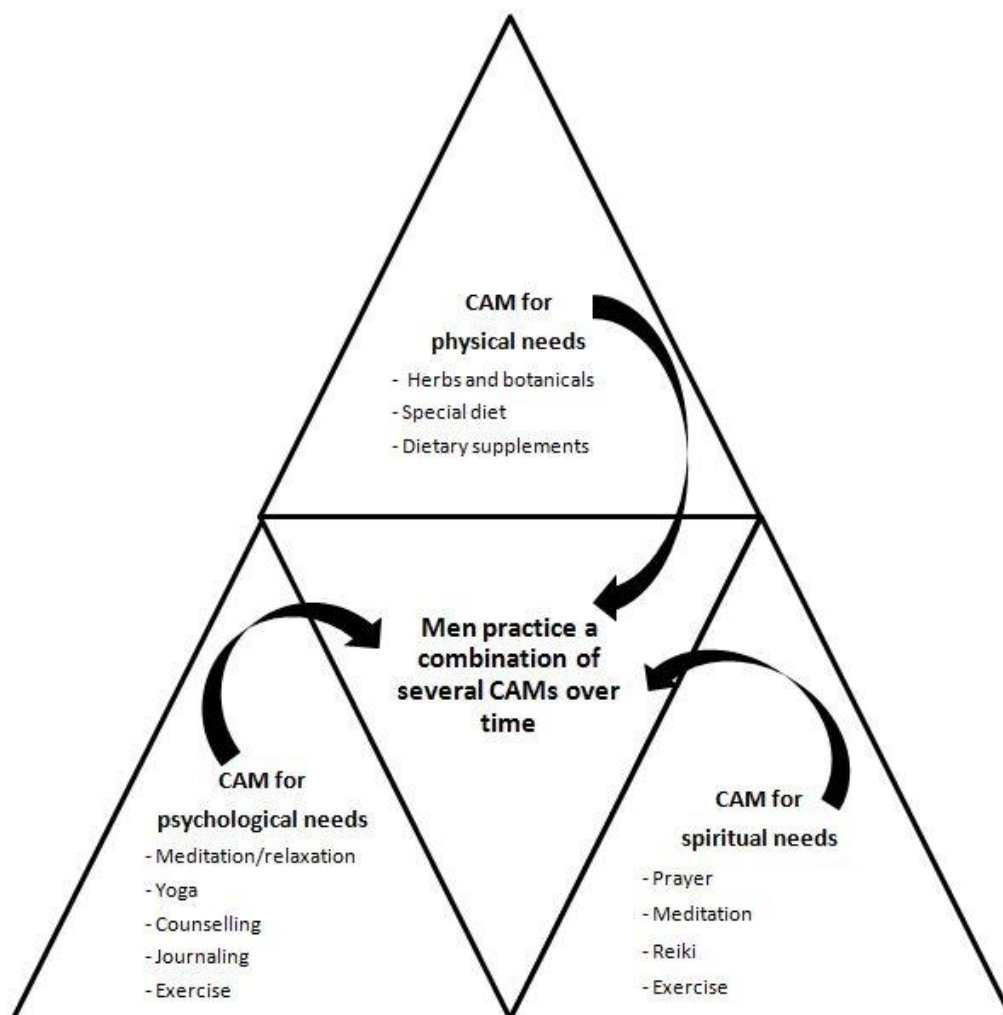 CAM for
physical needs
- Herbs and botanicals
- Special diet
- Dietary supplements
Men practice a
combination of
several CAMs over
time
CAM for
psychological needs
- Meditation/relaxation
- Yoga
- Counselling
- Journaling
- Exercise
CAM for
spiritual needs
- Prayer
- Meditation
- Reiki
- Exercise